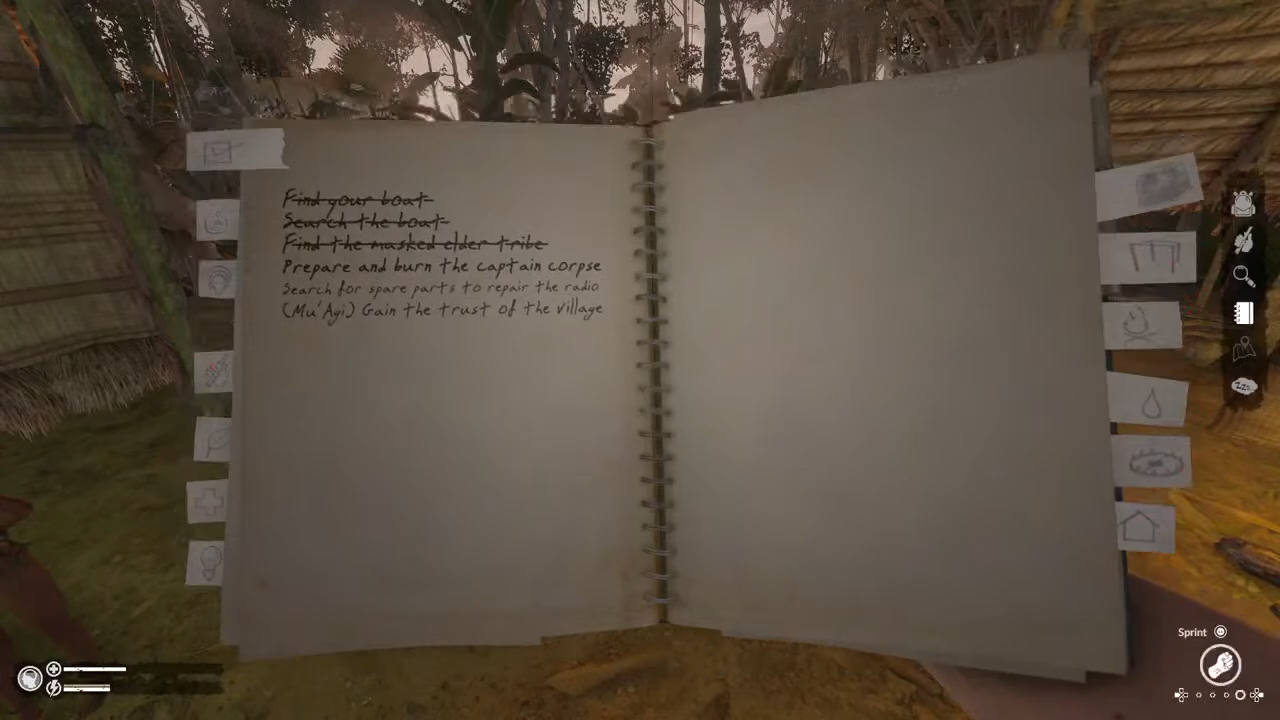 Find your boat
Search the boat
Find the masked elder tribe
Prepare and burn the captain corpse
Search for spare parts to repair the radio
(Mu'Agi) Gain the trust of the village
Sprint